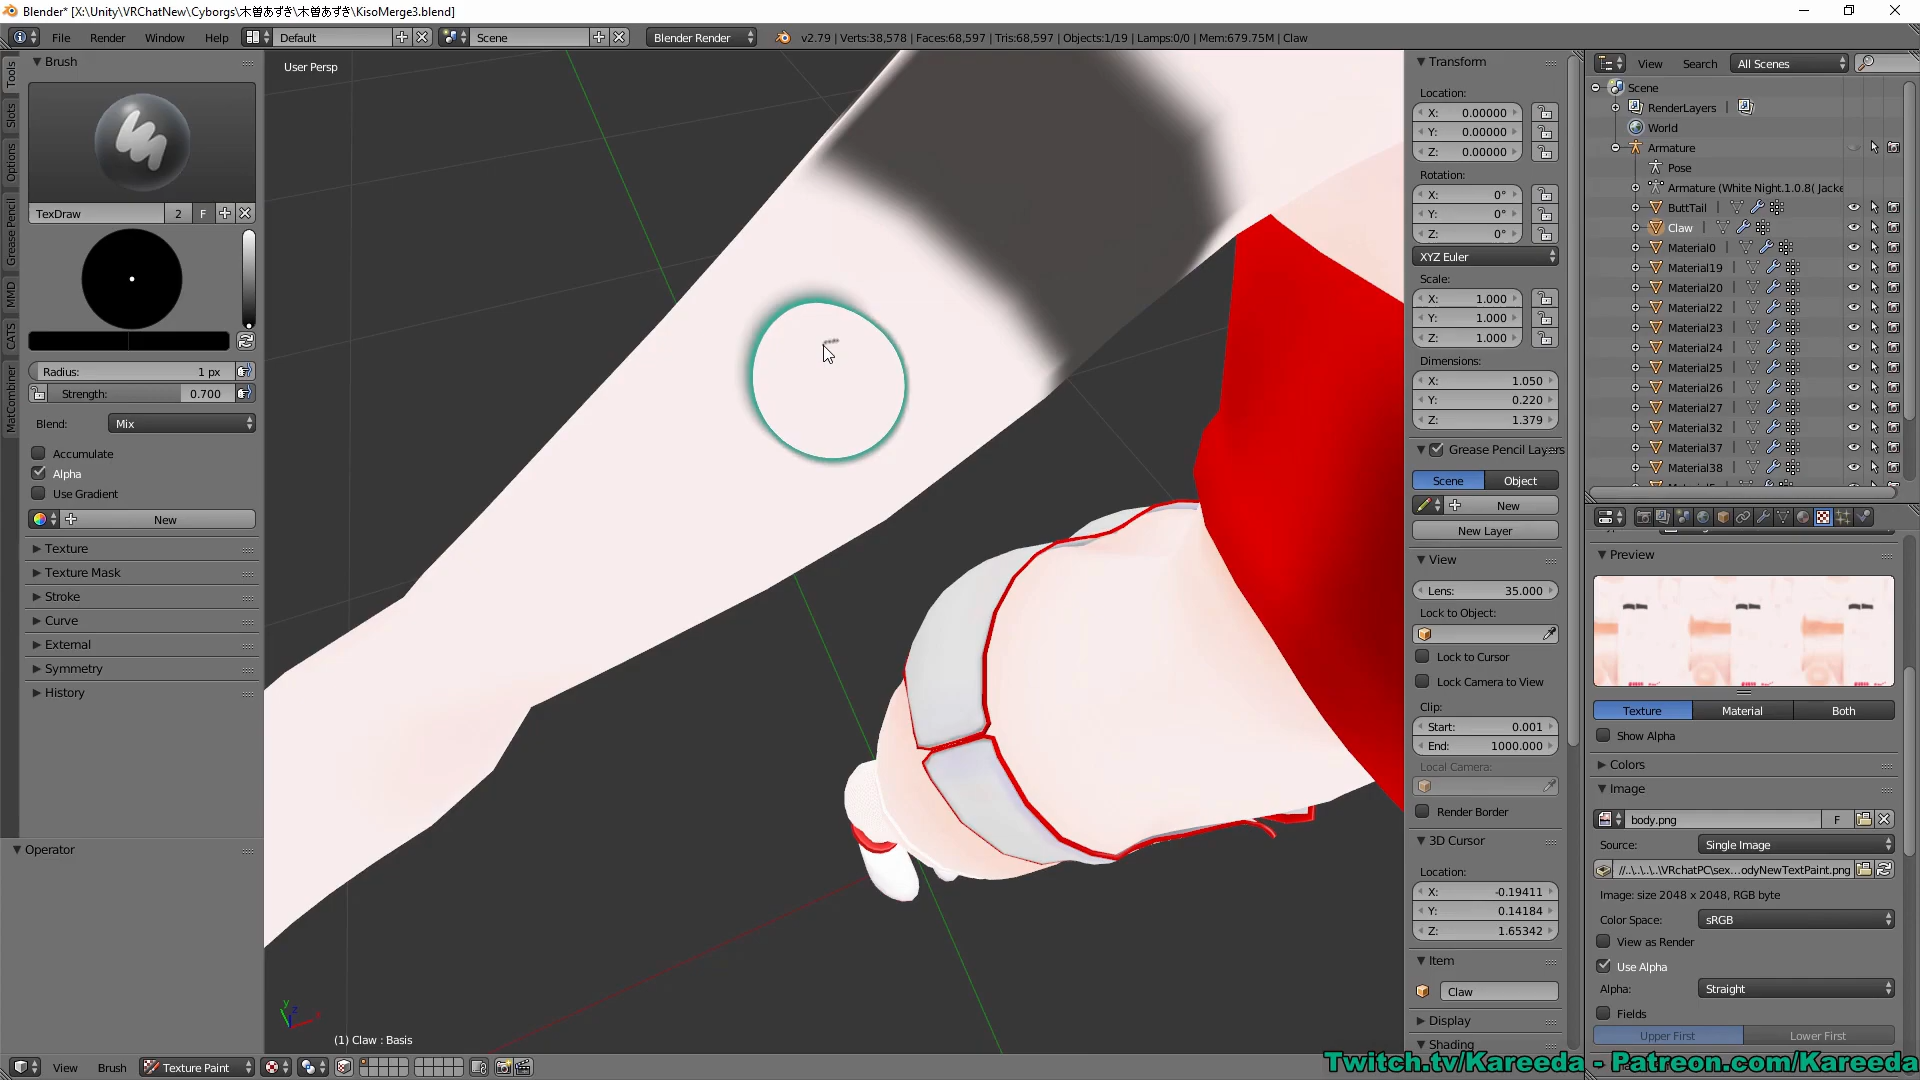 Blender* [X:\Unity\VRChatNew\Cyborgs\木曽あずき\木曽あずき\KisoMerge3.blend]
File Render Window Help Default Scene Blender Render v2.79 | Verts:38,578 | Faces:68,597 | Tris:68,597 | Objects:1/19 | Lamps:0/0 | Mem:679.75M | Claw
Tools
Slots
Options
Grease Pencil
MMD
CATS
MatCombiner
Brush
TexDraw 2 F
Radius: 1 px
Strength: 0.700
Blend: Mix
Accumulate
Alpha
Use Gradient
New
Texture
Texture Mask
Stroke
Curve
External
Symmetry
History
Operator
User Persp
(1) Claw : Basis
View Brush Texture Paint
Transform
Location:
X: 0.00000
Y: 0.00000
Z: 0.00000
Rotation:
X: 0°
Y: 0°
Z: 0°
XYZ Euler
Scale:
X: 1.000
Y: 1.000
Z: 1.000
Dimensions:
X: 1.050
Y: 0.220
Z: 1.379
Grease Pencil Layers
Scene Object
New
New Layer
View
Lens: 35.000
Lock to Object:
Lock to Cursor
Lock Camera to View
Clip:
Start: 0.001
End: 1000.000
Local Camera:
Render Border
3D Cursor
Location:
X: -0.19411
Y: 0.14184
Z: 1.65342
Item
Claw
Display
Shading
View Search All Scenes
Scene
RenderLayers
World
Armature
Pose
Armature (White Night.1.0.8( Jacke
ButtTail
Claw
Material0
Material19
Material20
Material22
Material23
Material24
Material25
Material26
Material27
Material32
Material37
Material38
Preview
Texture Material Both
Show Alpha
Colors
Image
body.png F
Source: Single Image
//..\..\..\..\VRchatPC\sex...odyNewTextPaint.png
Image: size 2048 x 2048, RGB byte
Color Space: sRGB
View as Render
Use Alpha
Alpha: Straight
Fields
Upper First Lower First
Twitch.tv/Kareeda - Patreon.com/Kareeda